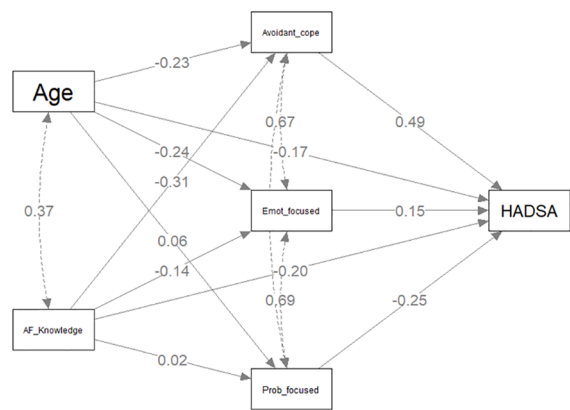 Avoidant_cope
-0.23
Age
0.67
0.49
-0.24
-0.17
-0.31
0.37
Emot_focused
0.15
HADSA
0.06
-0.14
-0.20
0.69
-0.25
AF_Knowledge
0.02
Prob_focused